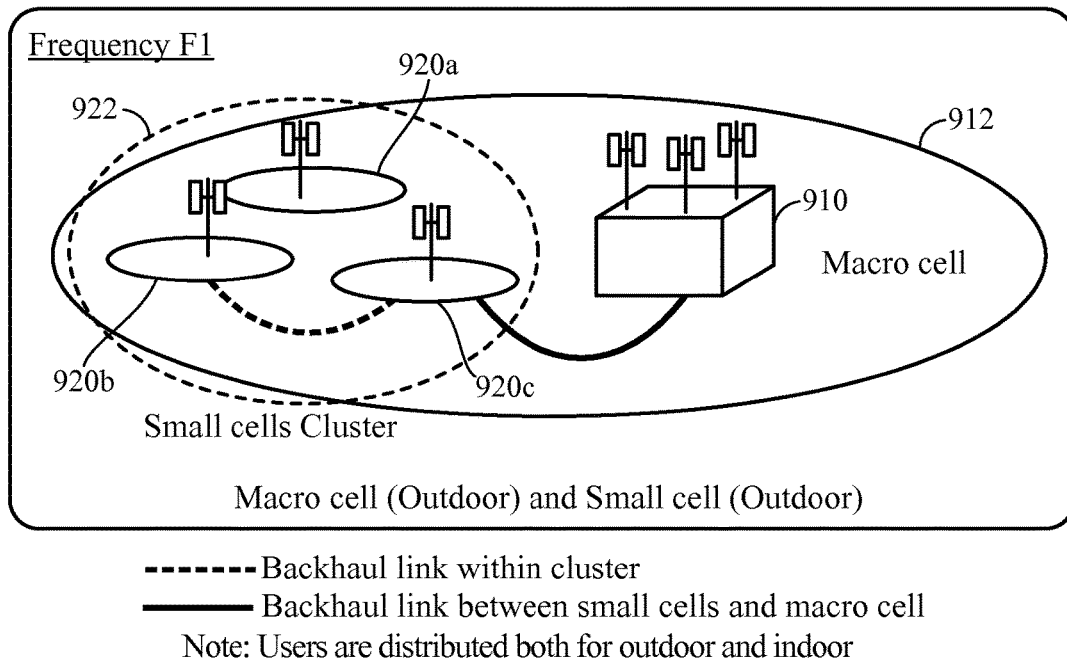 Frequency F1
920a
922
912
910
Macro cell
920b
920c
Small cells Cluster
Macro cell (Outdoor) and Small cell (Outdoor)
Backhaul link within cluster
Backhaul link between small cells and macro cell
Note: Users are distributed both for outdoor and indoor